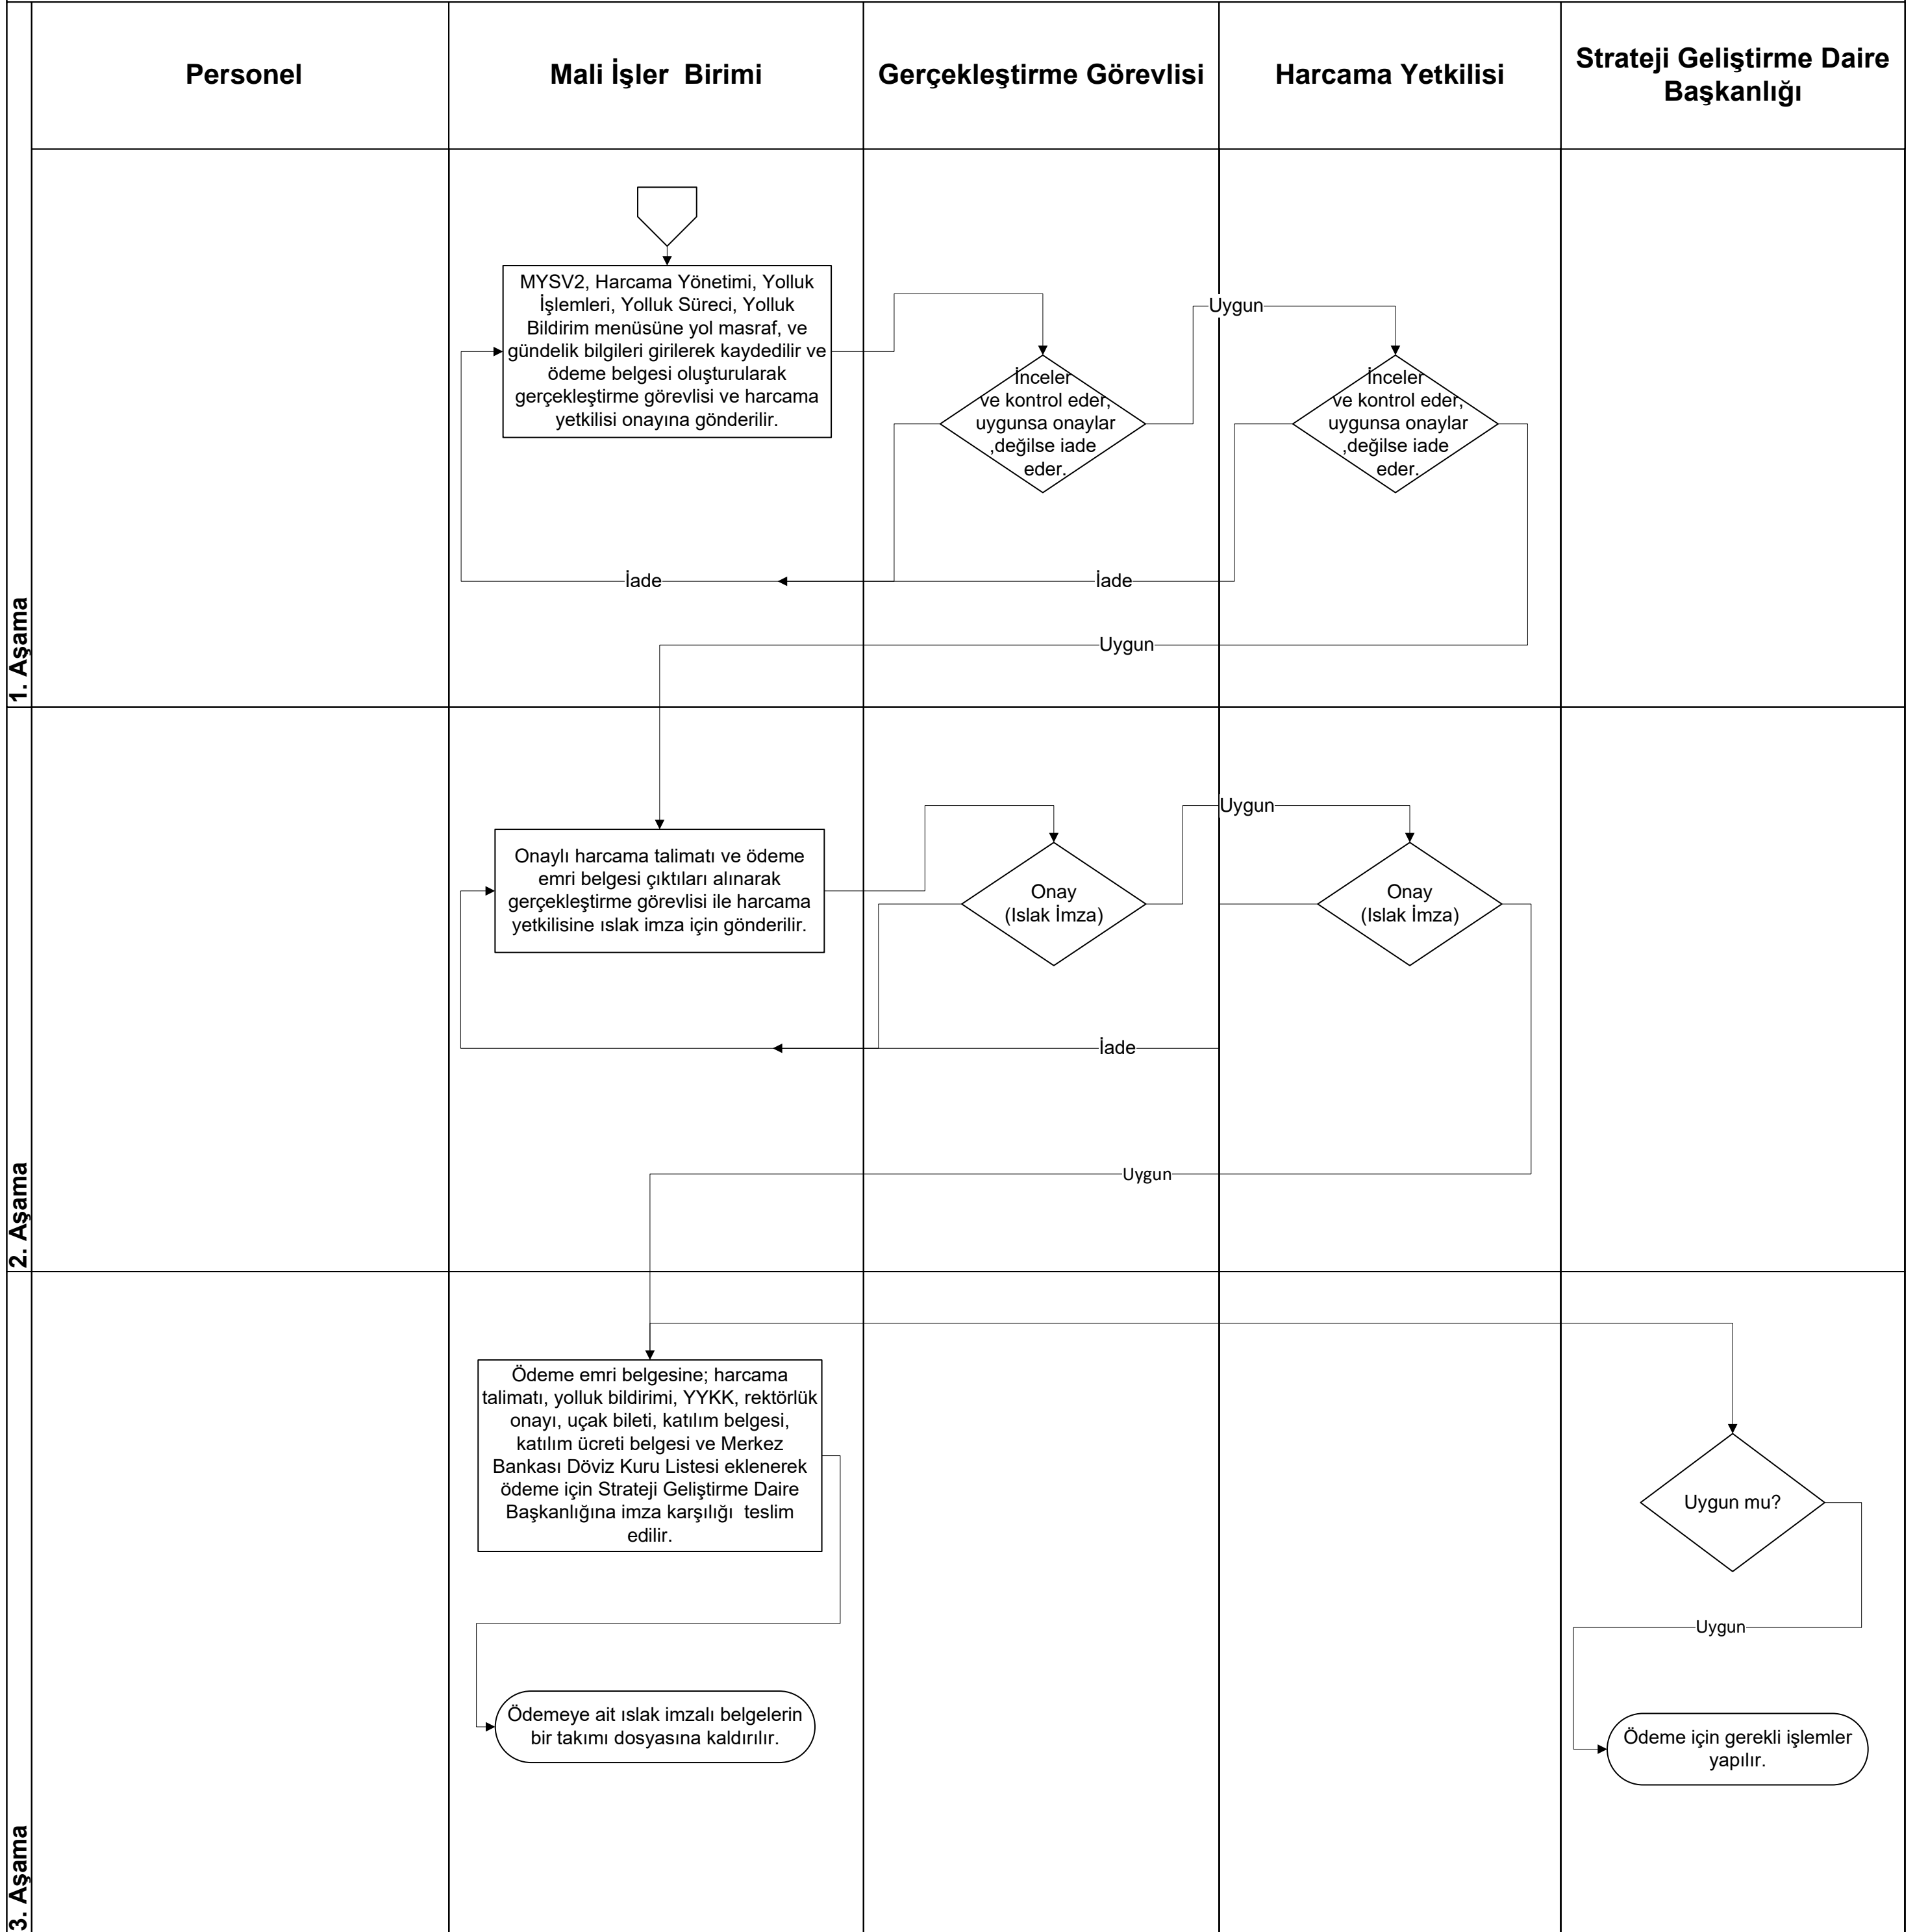 Personel
Mali İşler  Birimi
Gerçekleştirme Görevlisi
Harcama Yetkilisi
Strateji Geliştirme Daire
Başkanlığı
1. Aşama
MYSV2, Harcama Yönetimi, Yolluk
İşlemleri, Yolluk Süreci, Yolluk
Bildirim menüsüne yol masraf, ve
gündelik bilgileri girilerek kaydedilir ve
ödeme belgesi oluşturularak
gerçekleştirme görevlisi ve harcama
yetkilisi onayına gönderilir.
İnceler
ve kontrol eder,
uygunsa onaylar
,değilse iade
eder.
Uygun
İnceler
ve kontrol eder,
uygunsa onaylar
,değilse iade
eder.
İade
İade
Uygun
2. Aşama
Onaylı harcama talimatı ve ödeme
emri belgesi çıktıları alınarak
gerçekleştirme görevlisi ile harcama
yetkilisine ıslak imza için gönderilir.
Onay
(Islak İmza)
Uygun
Onay
(Islak İmza)
İade
Uygun
3. Aşama
Ödeme emri belgesine; harcama
talimatı, yolluk bildirimi, YYKK, rektörlük
onayı, uçak bileti, katılım belgesi,
katılım ücreti belgesi ve Merkez
Bankası Döviz Kuru Listesi eklenerek
ödeme için Strateji Geliştirme Daire
Başkanlığına imza karşılığı  teslim
edilir.
Uygun mu?
Uygun
Ödemeye ait ıslak imzalı belgelerin
bir takımı dosyasına kaldırılır.
Ödeme için gerekli işlemler
yapılır.